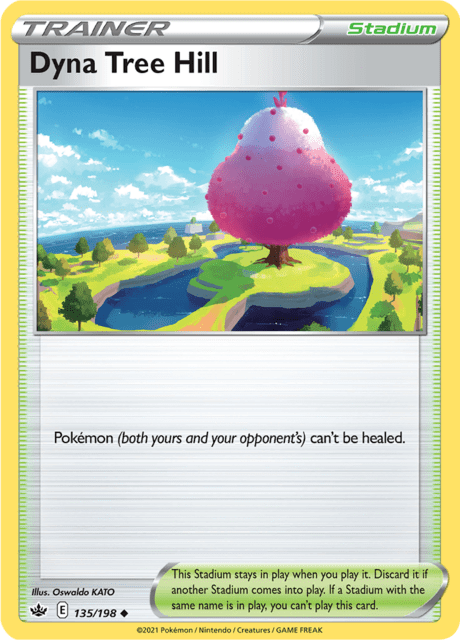 TRAINER
Stadium
Dyna Tree Hill
Pokémon (both yours and your opponent's) can't be healed.
This Stadium stays in play when you play it. Discard it if
another Stadium comes into play. If a Stadium with the
same name is in play, you can't play this card.
Illus. Oswaldo KATO
E 135/198
©2021 Pokémon / Nintendo / Creatures / GAME FREAK